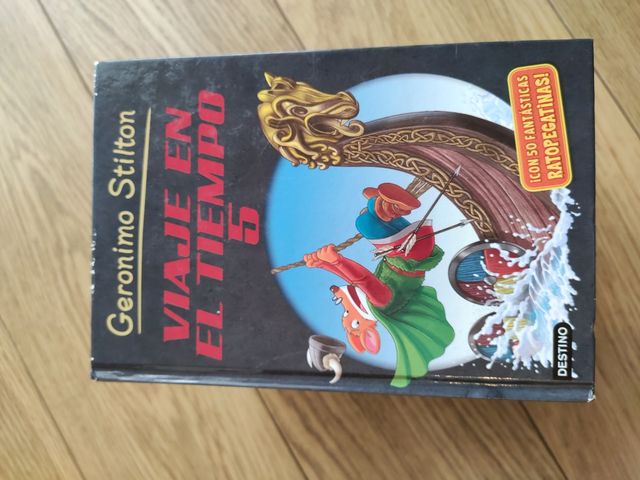 Geronimo Stilton
VIAJE EN
EL TIEMPO
5
¡CON 50 FANTÁSTICAS
RATOPEGATINAS!
DESTINO